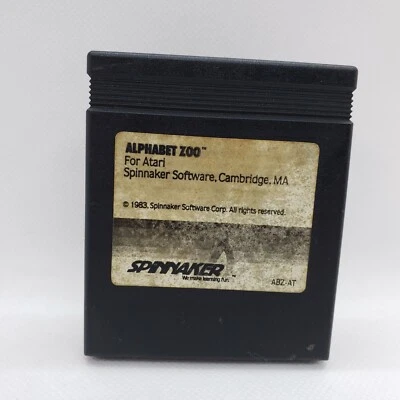 ALPHABET ZOO™
For Atari
Spinnaker Software, Cambridge, MA
© 1983, Spinnaker Software Corp. All rights reserved.
SPINNAKER™
We make learning fun.
ABZ-AT